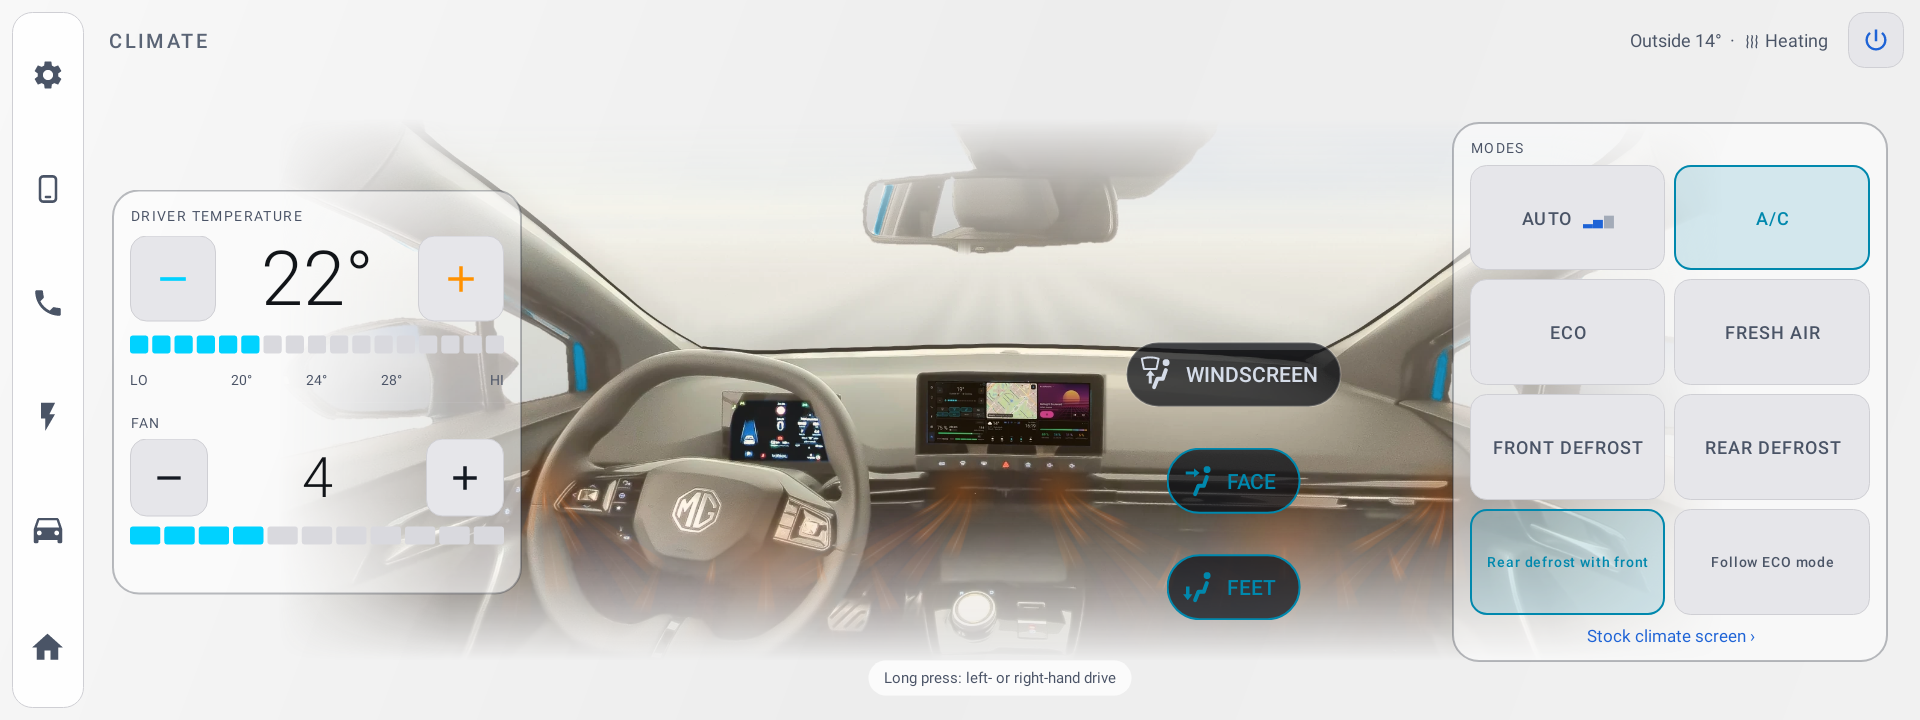 CLIMATE
Outside 14° · Heating
DRIVER TEMPERATURE
− 22° +
LO 20° 24° 28° HI
FAN
− 4 +
MG
WINDSCREEN
FACE
FEET
MODES
AUTO
A/C
ECO
FRESH AIR
FRONT DEFROST
REAR DEFROST
Rear defrost with front
Follow ECO mode
Stock climate screen ›
Long press: left- or right-hand drive